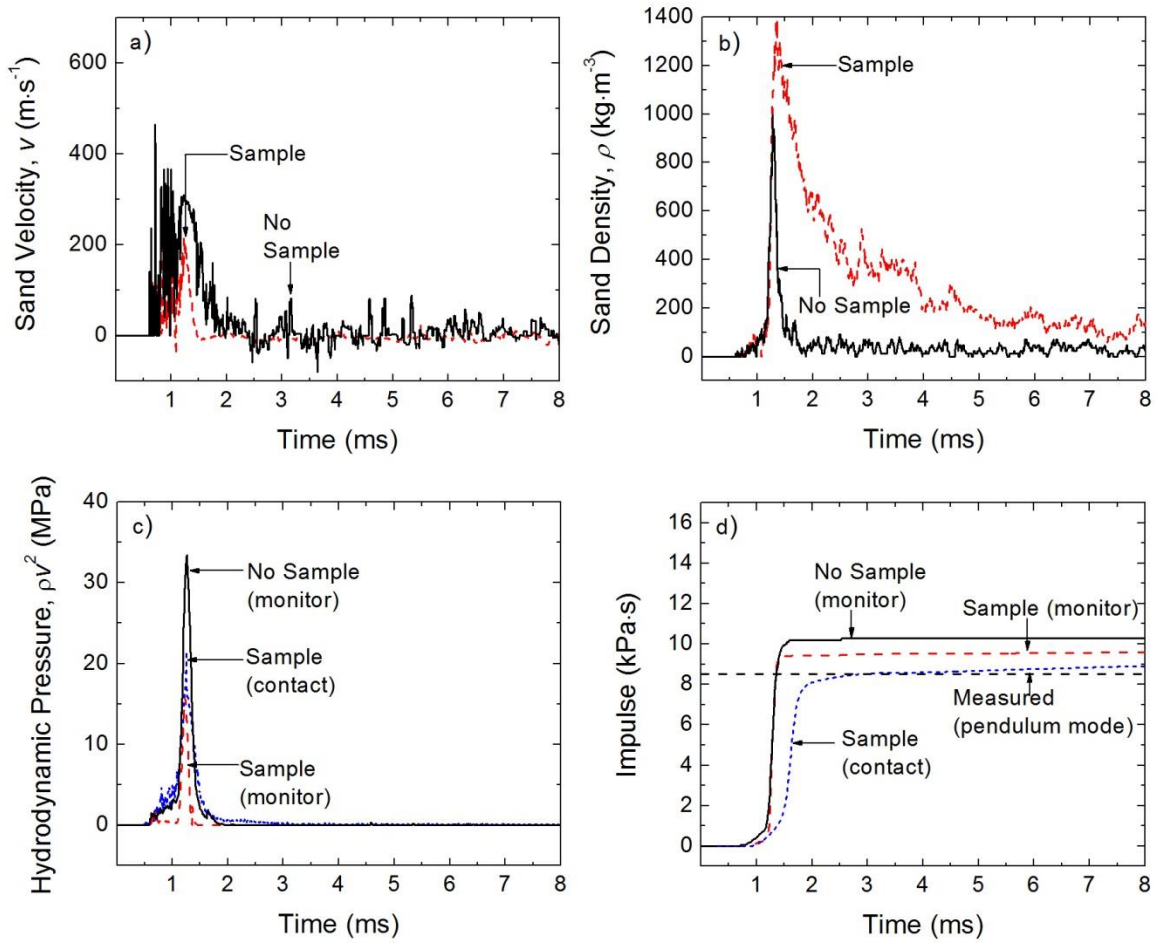 a)
600
400
200
0
Sand Velocity, v (m·s⁻¹)
Sample
No
Sample
1 2 3 4 5 6 7 8
Time (ms)
b)
1400
1200
1000
800
600
400
200
0
Sand Density, ρ (kg·m⁻³)
Sample
No Sample
1 2 3 4 5 6 7 8
Time (ms)
c)
40
30
20
10
0
Hydrodynamic Pressure, ρv² (MPa)
No Sample
(monitor)
Sample
(contact)
Sample
(monitor)
1 2 3 4 5 6 7 8
Time (ms)
d)
16
14
12
10
8
6
4
2
0
Impulse (kPa·s)
No Sample
(monitor)
Sample (monitor)
Measured
(pendulum mode)
Sample
(contact)
1 2 3 4 5 6 7 8
Time (ms)